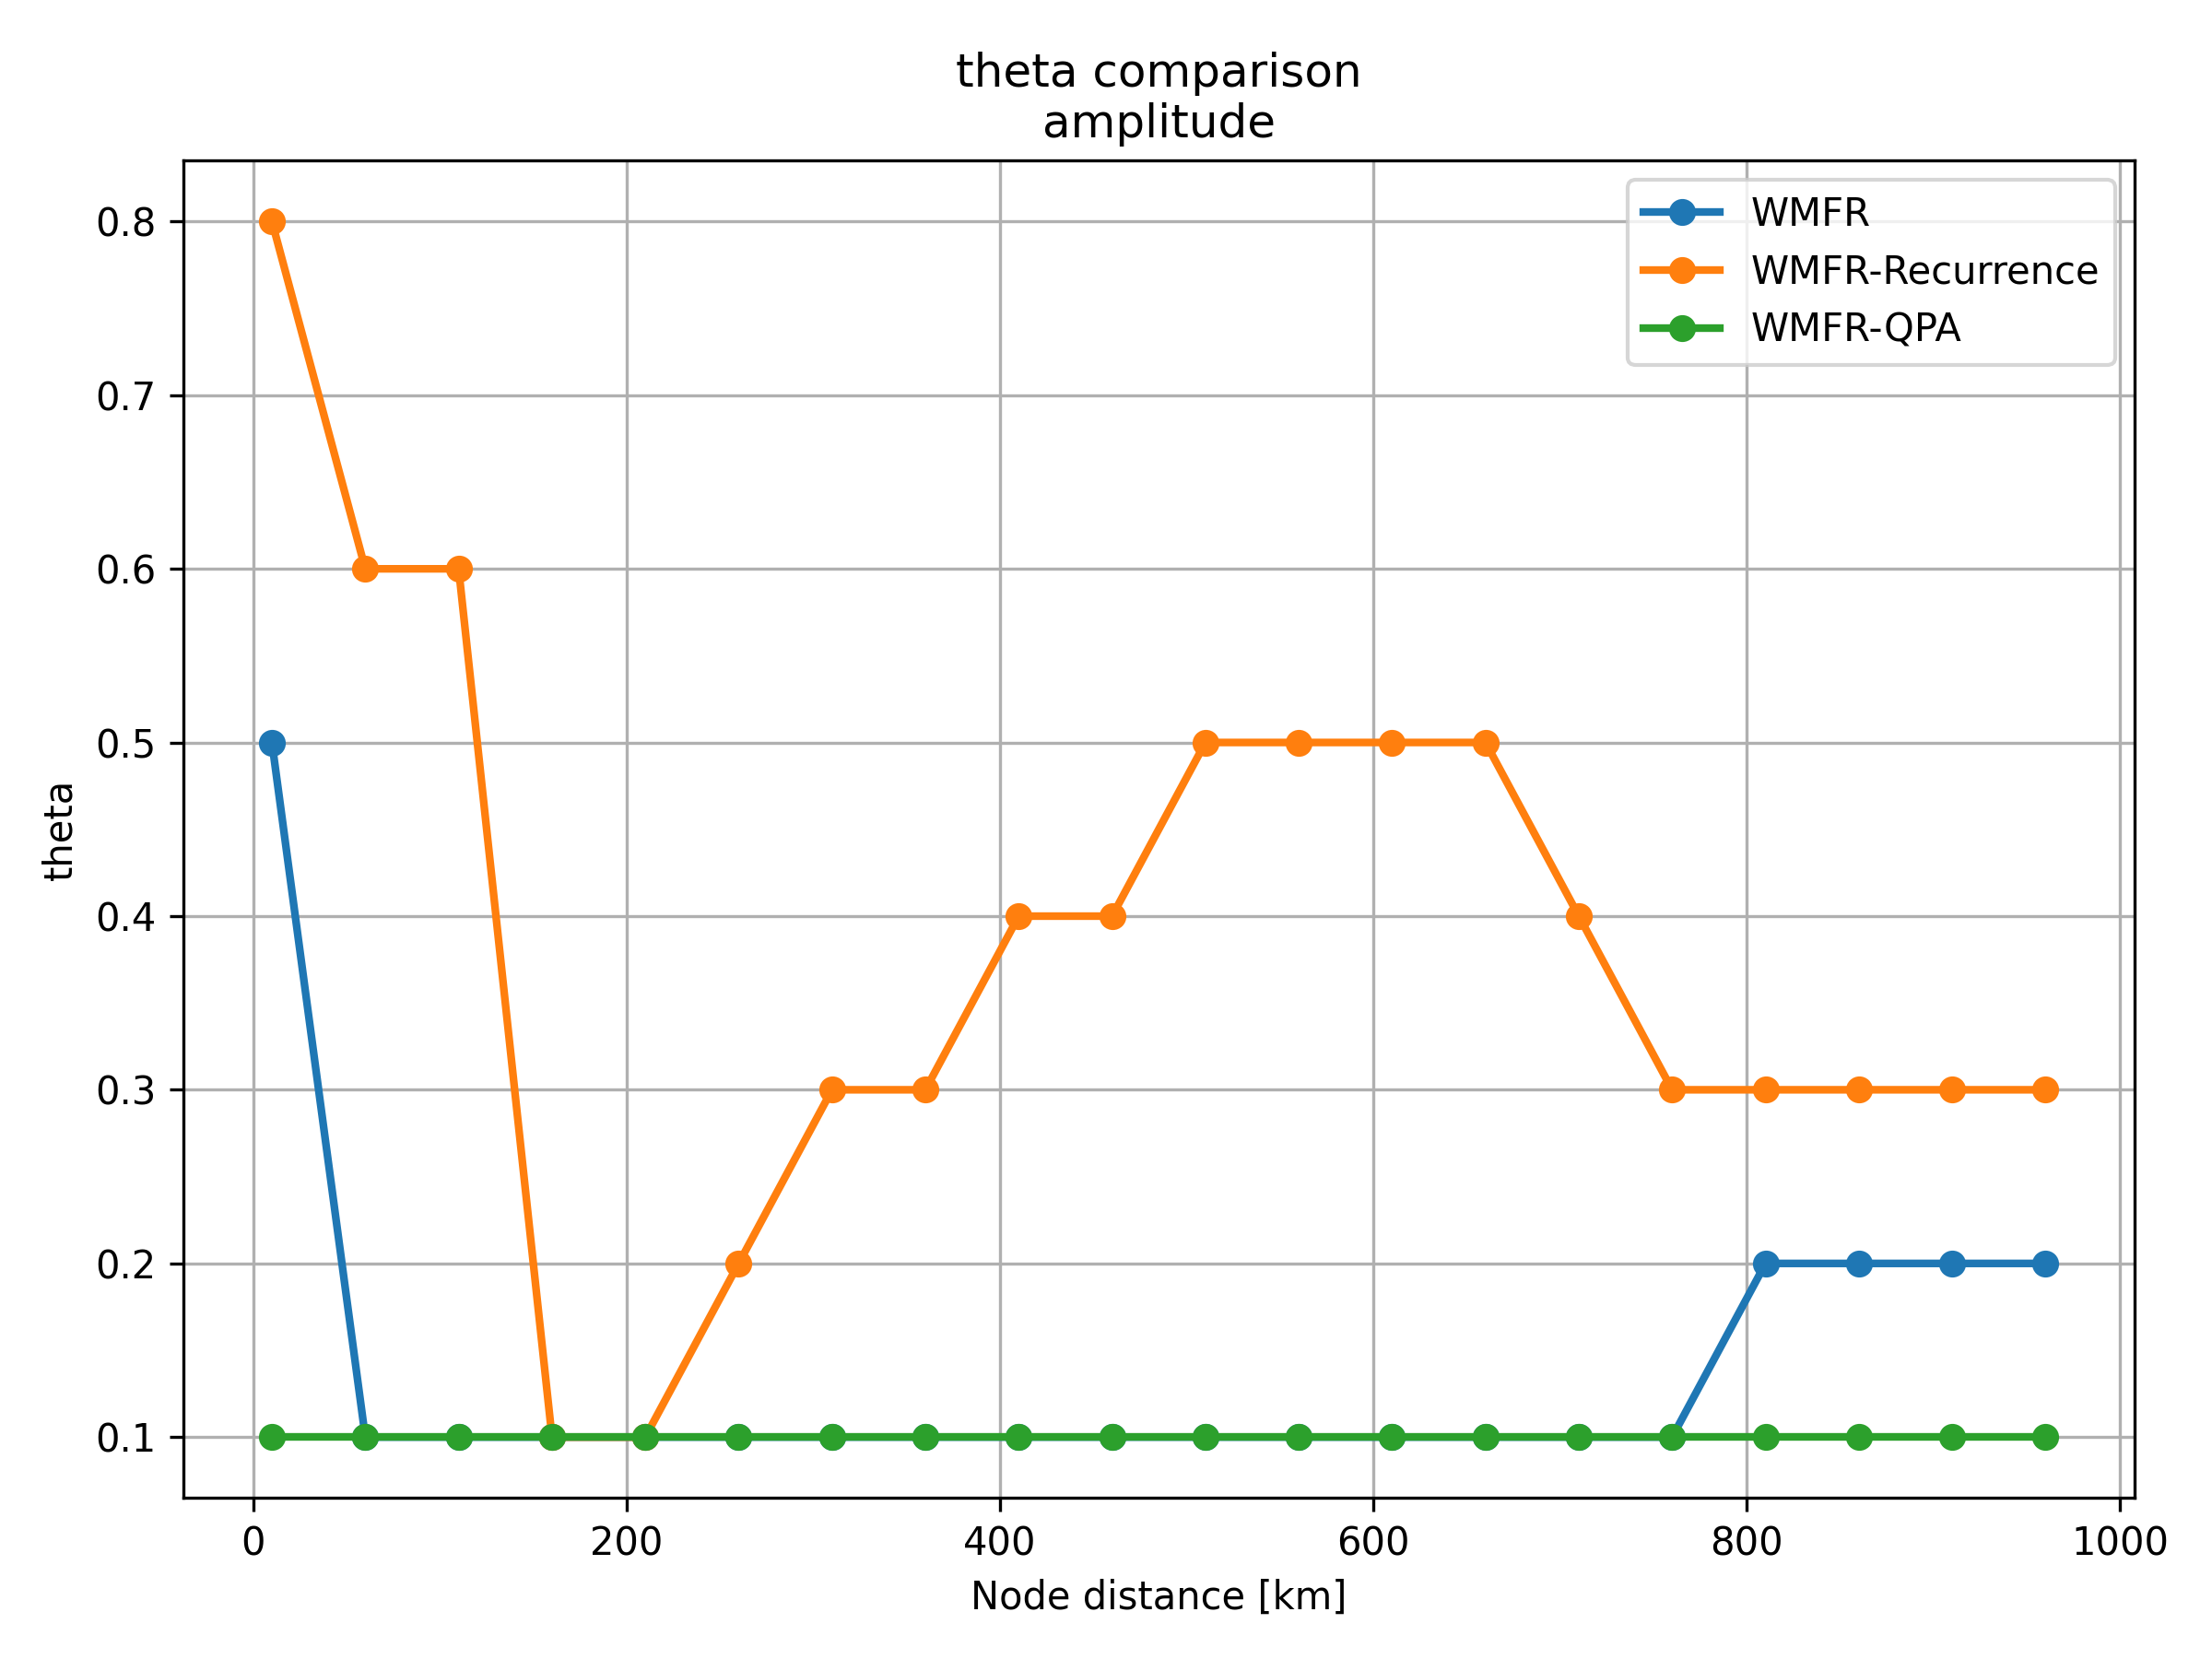 theta comparison
amplitude
WMFR
WMFR-Recurrence
WMFR-QPA
theta
0.8
0.7
0.6
0.5
0.4
0.3
0.2
0.1
0 200 400 600 800 1000
Node distance [km]